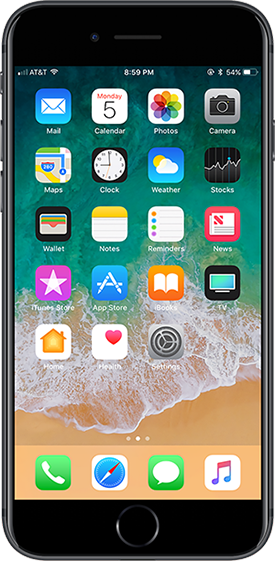 AT&T 8:59 54%
Monday
5
Mail Calendar Photos Camera
280
Maps Clock Weather Stocks
Wallet Notes Reminders News
tv
iTunes Store App Store iBooks TV
Home Health Settings